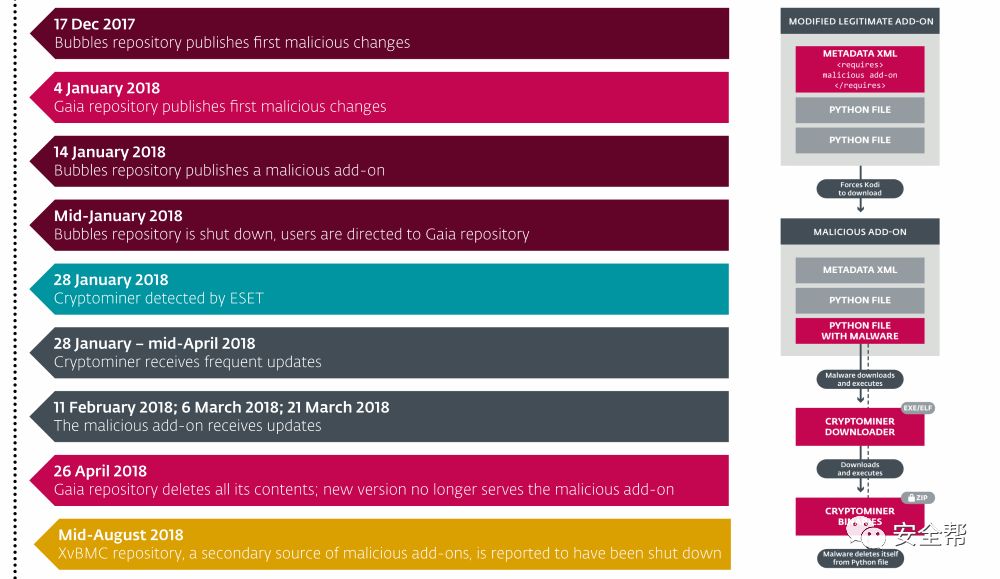 17 Dec 2017
Bubbles repository publishes first malicious changes
4 January 2018
Gaia repository publishes first malicious changes
14 January 2018
Bubbles repository publishes a malicious add-on
Mid-January 2018
Bubbles repository is shut down, users are directed to Gaia repository
28 January 2018
Cryptominer detected by ESET
28 January – mid-April 2018
Cryptominer receives frequent updates
11 February 2018; 6 March 2018; 21 March 2018
The malicious add-on receives updates
26 April 2018
Gaia repository deletes all its contents; new version no longer serves the malicious add-on
Mid-August 2018
XvBMC repository, a secondary source of malicious add-ons, is reported to have been shut down
MODIFIED LEGITIMATE ADD-ON
METADATA XML
<requires>
malicious add-on
</requires>
PYTHON FILE
PYTHON FILE
Forces Kodi
to download
MALICIOUS ADD-ON
METADATA XML
PYTHON FILE
PYTHON FILE
WITH MALWARE
Malware downloads
and executes
EXE/ELF
CRYPTOMINER
DOWNLOADER
Downloads
and executes
ZIP
CRYPTOMINER
安全帮
Malware deletes itself
from Python file